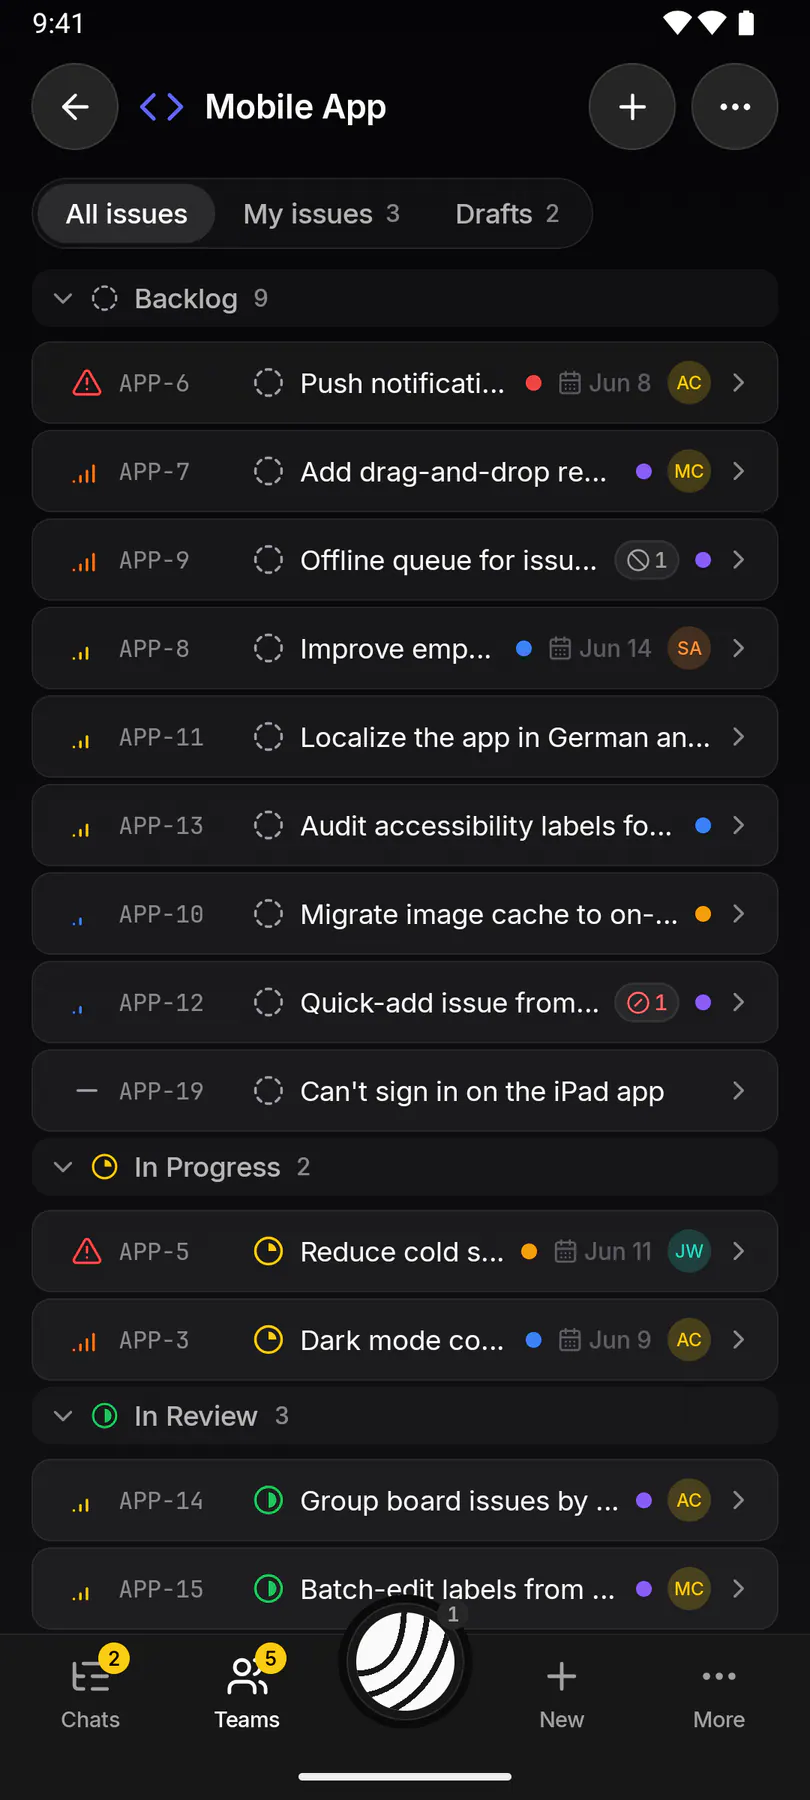 9:41
Mobile App
All issues My issues 3 Drafts 2
Backlog 9
APP-6 Push notificati... Jun 8 AC
APP-7 Add drag-and-drop re... MC
APP-9 Offline queue for issu... 1
APP-8 Improve emp... Jun 14 SA
APP-11 Localize the app in German an...
APP-13 Audit accessibility labels fo...
APP-10 Migrate image cache to on-...
APP-12 Quick-add issue from... 1
APP-19 Can't sign in on the iPad app
In Progress 2
APP-5 Reduce cold s... Jun 11 JW
APP-3 Dark mode co... Jun 9 AC
In Review 3
APP-14 Group board issues by ... AC
APP-15 Batch-edit labels from ... MC
1
2 5
Chats Teams New More